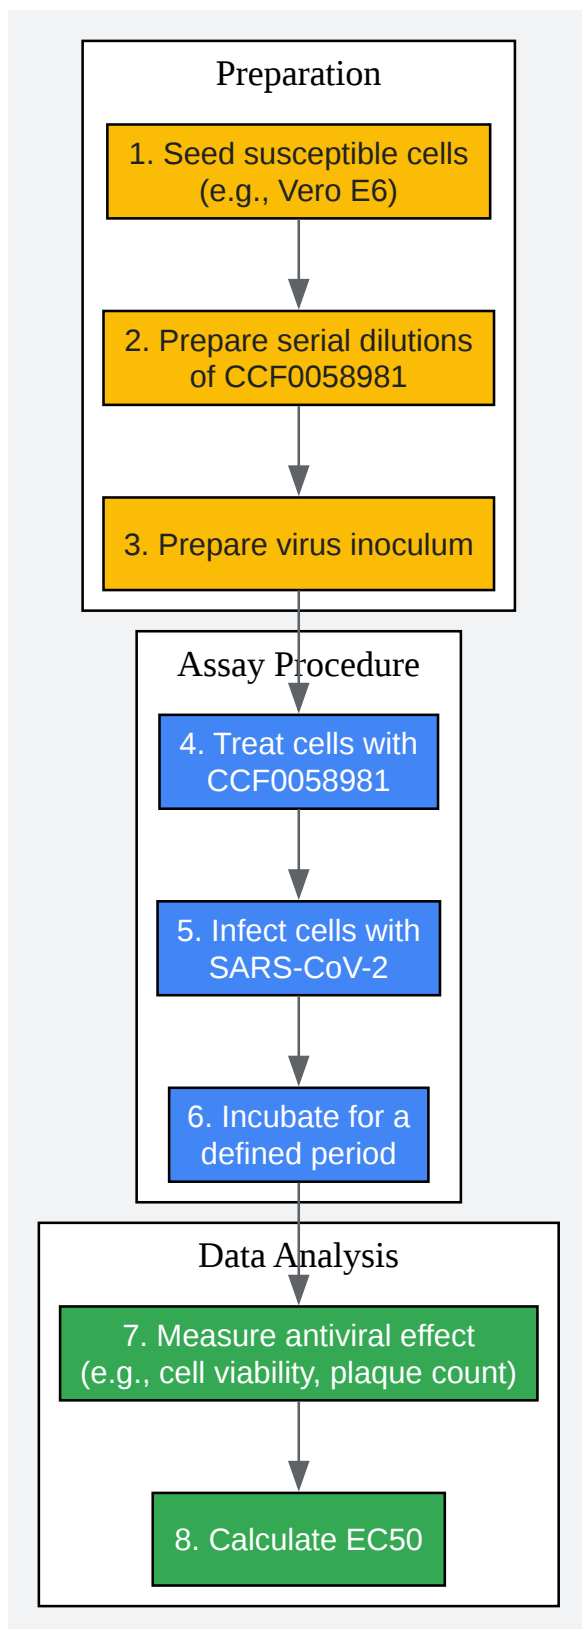 Preparation
1. Seed susceptible cells
(e.g., Vero E6)
2. Prepare serial dilutions
of CCF0058981
3. Prepare virus inoculum
Assay Procedure
4. Treat cells with
CCF0058981
5. Infect cells with
SARS-CoV-2
6. Incubate for a
defined period
Data Analysis
7. Measure antiviral effect
(e.g., cell viability, plaque count)
8. Calculate EC50